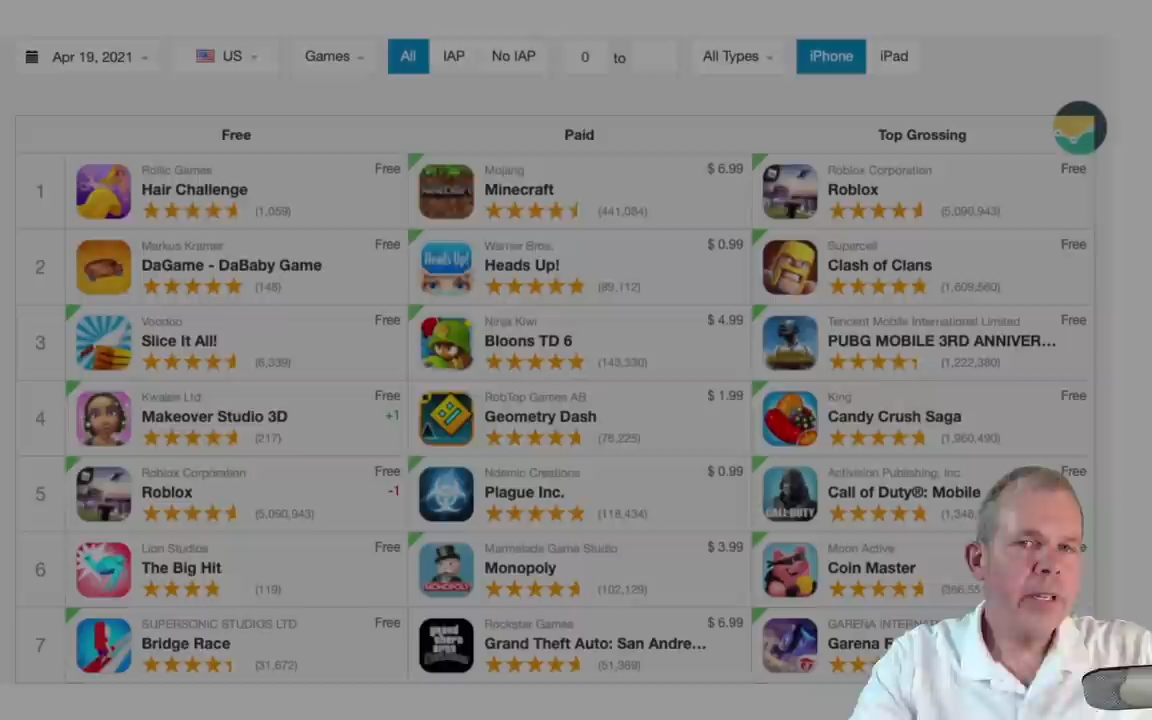 Apr 19, 2021 US Games All IAP No IAP 0 to All Types iPhone iPad
Free Paid Top Grossing
1 Rollic Games Free Mojang $ 6.99 Roblox Corporation Free
Hair Challenge Minecraft Roblox
(1,059) (441,084) (5,090,943)
2 Markus Kramer Free Warner Bros. $ 0.99 Supercell Free
DaGame - DaBaby Game Heads Up! Clash of Clans
(148) (89,112) (1,609,560)
3 Voodoo Free Ninja Kiwi $ 4.99 Tencent Mobile International Limited Free
Slice It All! Bloons TD 6 PUBG MOBILE 3RD ANNIVER...
(6,339) (143,330) (1,222,380)
4 Kwalee Ltd Free RobTop Games AB $ 1.99 King Free
Makeover Studio 3D +1 Geometry Dash Candy Crush Saga
(217) (76,225) (1,960,490)
5 Roblox Corporation Free Ndemic Creations $ 0.99 Activision Publishing, Inc. Free
Roblox -1 Plague Inc. Call of Duty®: Mobile
(5,090,943) (118,434)
6 Lion Studios Free Marmalade Game Studio $ 3.99 Moon Active
The Big Hit Monopoly Coin Master
(119) (102,129)
7 SUPERSONIC STUDIOS LTD Free Rockstar Games $ 6.99 GARENA
Bridge Race Grand Theft Auto: San Andre... Garena
(31,672) (51,369)